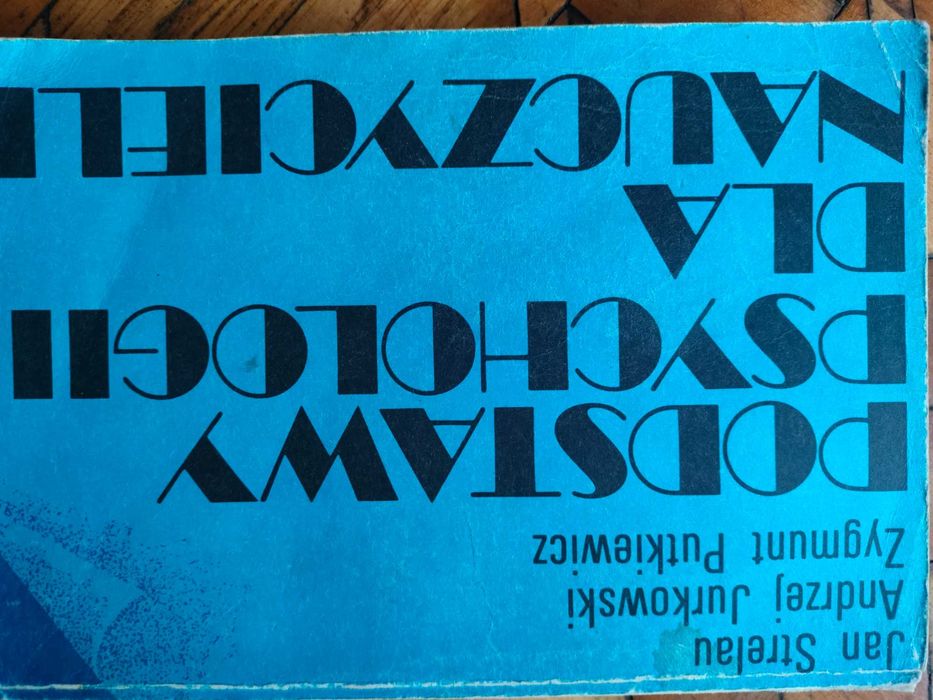 Jan Strelau
Andrzej Jurkowski
Zygmunt Putkiewicz
PODSTAWY
PSYCHOLOGII
DLA
NAUCZYCIELI